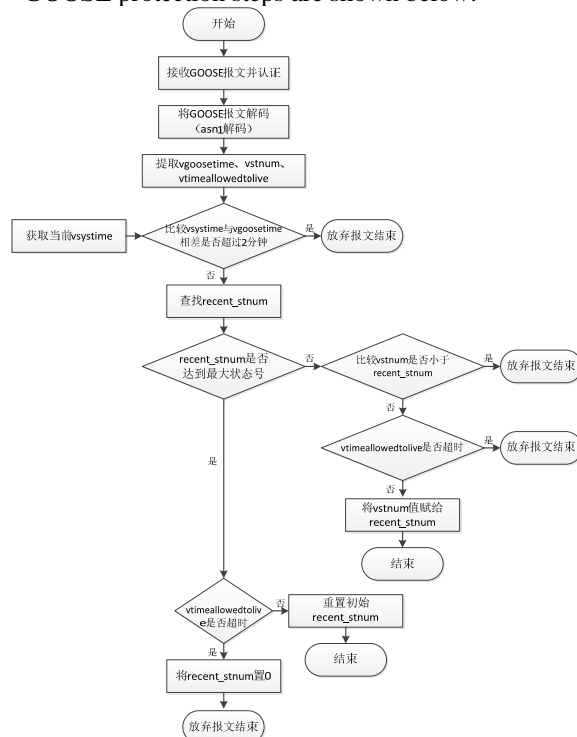 GOOSE protection steps are shown below:
开始
接收GOOSE报文并认证
将GOOSE报文解码
（asn1解码）
提取vgoosetime、vstnum、
vtimeallowedtolive
获取当前vsystime
比较vsystime与vgoosetime
相差是否超过2分钟
是
放弃报文结束
否
查找recent_stnum
recent_stnum是否
达到最大状态号
否
比较vstnum是否小于
recent_stnum
是
放弃报文结束
否
vtimeallowedtolive是否超时
是
放弃报文结束
否
将vstnum值赋给
recent_stnum
结束
是
vtimeallowedtoliv
e是否超时
否
重置初始
recent_stnum
结束
是
将recent_stnum置0
放弃报文结束